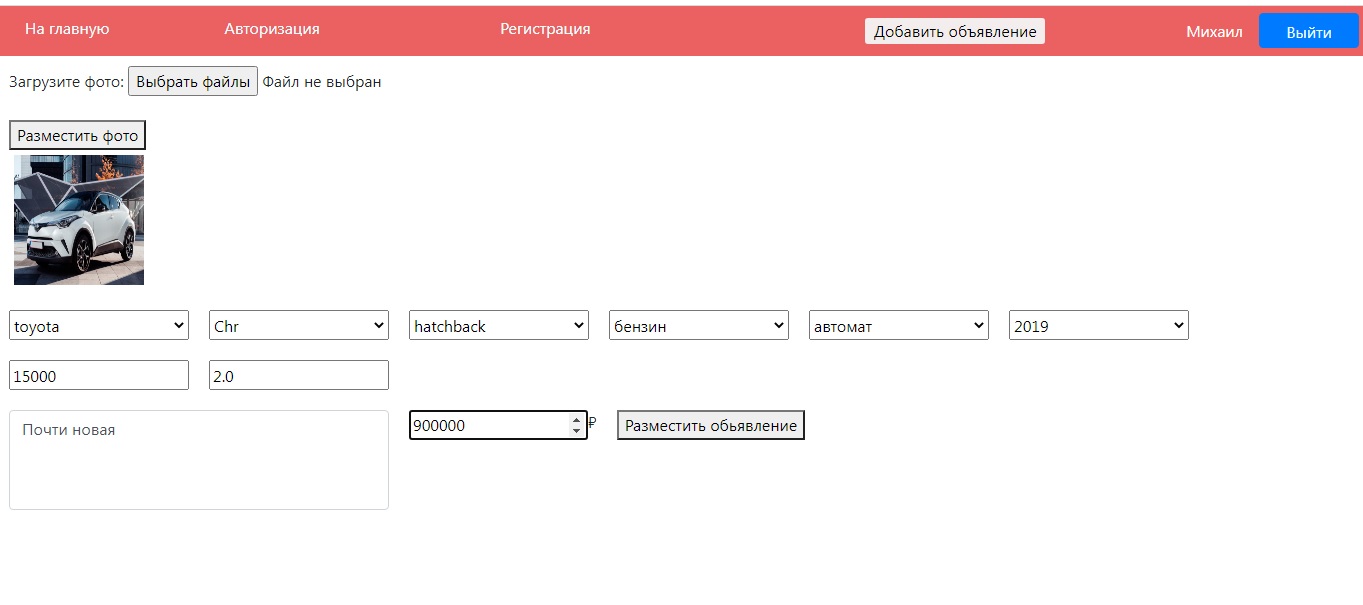 На главную Авторизация Регистрация Добавить объявление Михаил Выйти
Загрузите фото: Выбрать файлы Файл не выбран
Разместить фото
toyota Chr hatchback бензин автомат 2019
15000 2.0
Почти новая 900000 ₽ Разместить обьявление